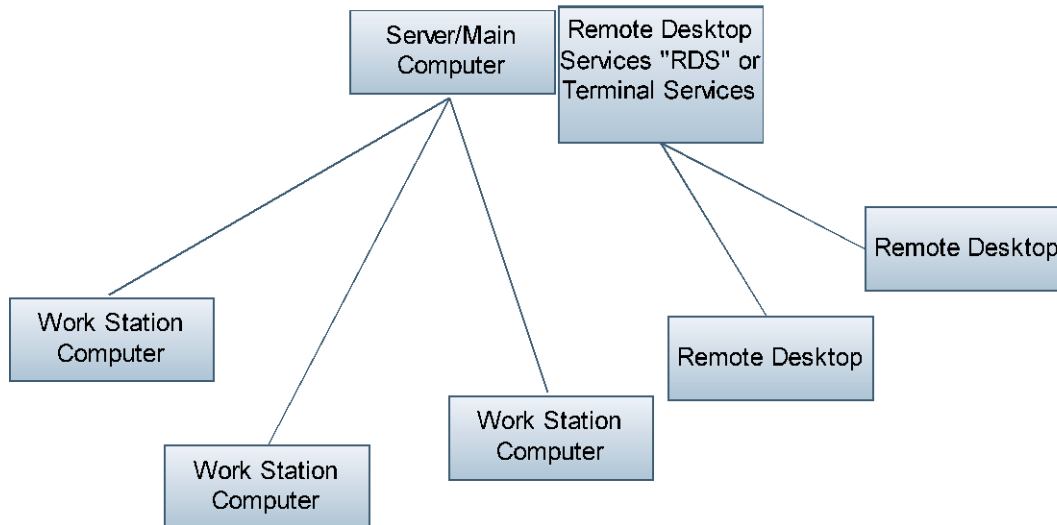 Server/Main
Computer
Remote Desktop
Services "RDS" or
Terminal Services
Remote Desktop
Work Station
Computer
Remote Desktop
Work Station
Computer
Work Station
Computer